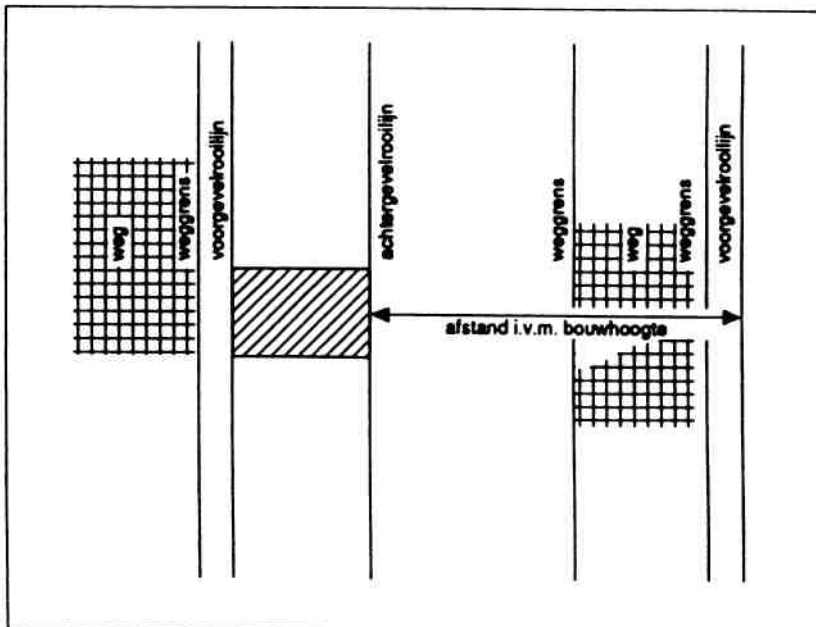 weg
weggrens
voorgevelrooilijn
achtergevelrooilijn
weggrens
weg
weggrens
voorgevelrooilijn
afstand i.v.m. bouwhoogte